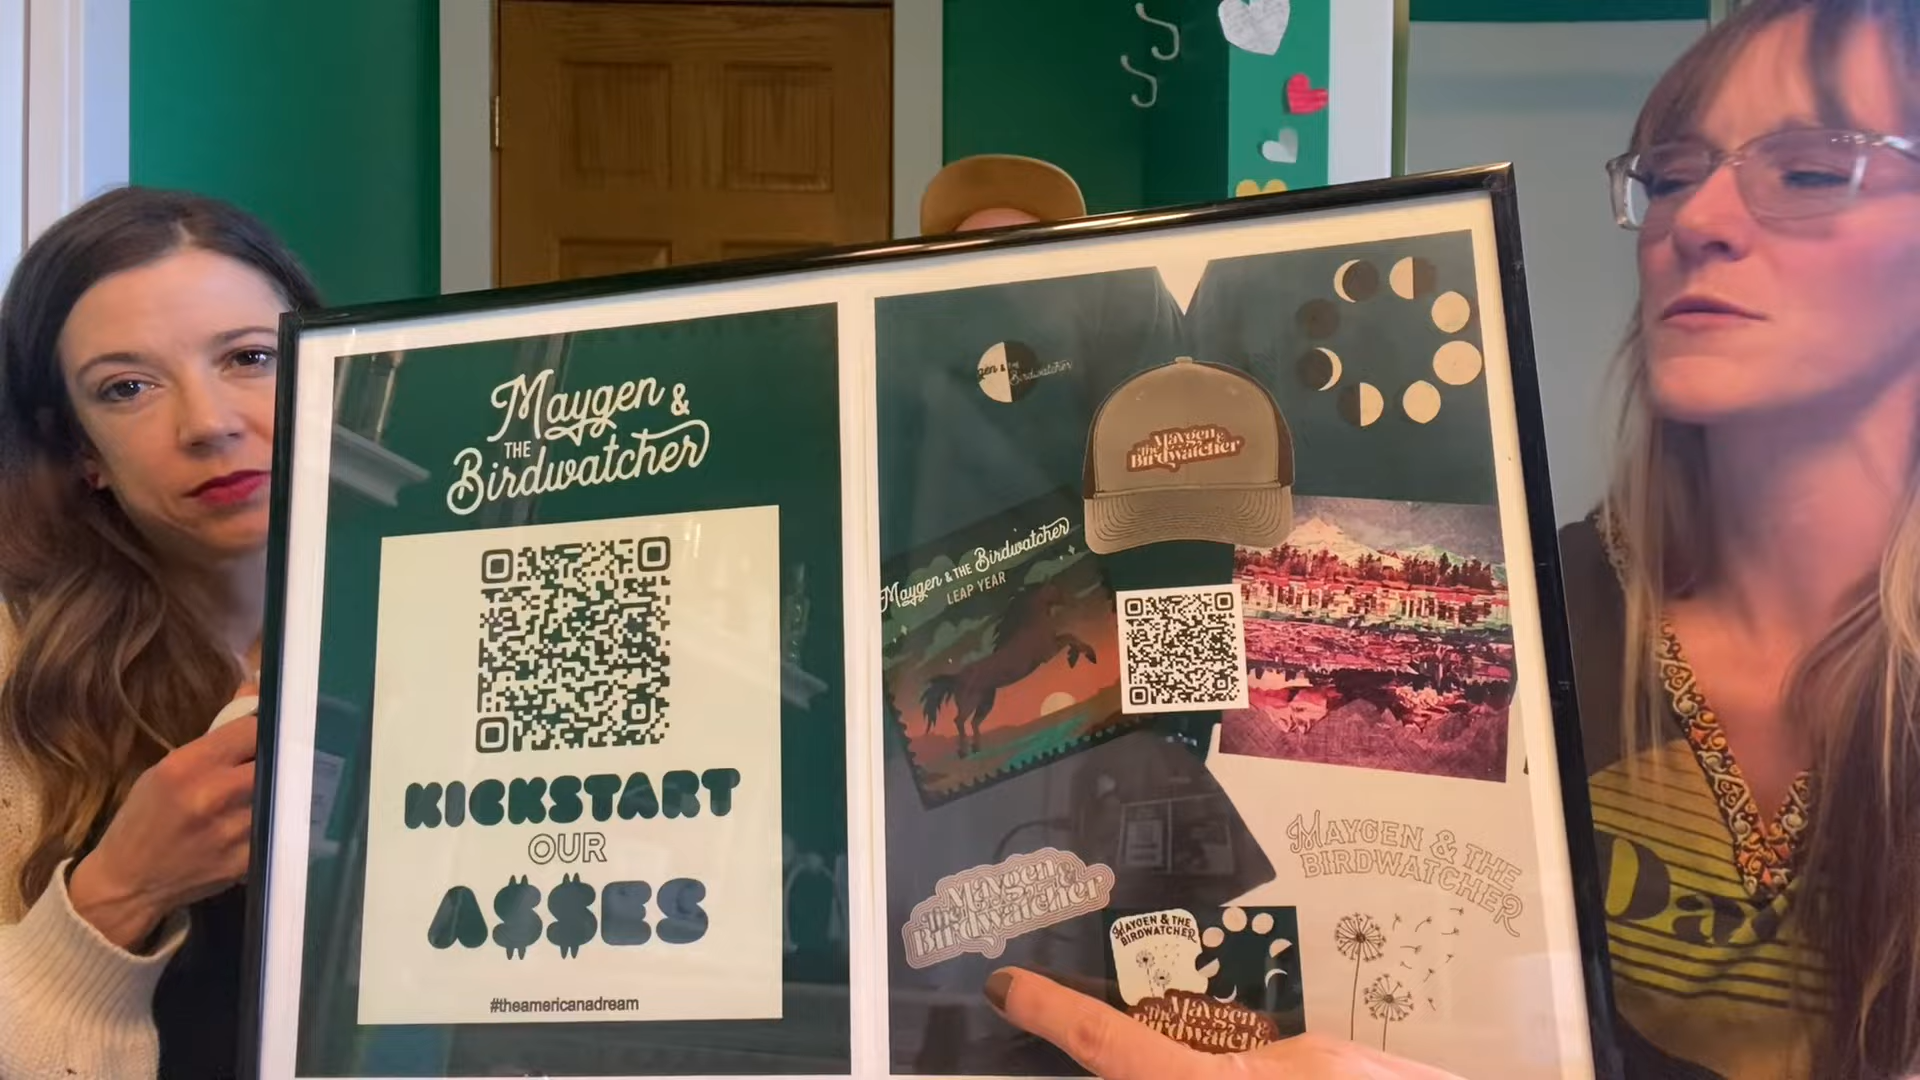 Maygen &
THE
Birdwatcher
KICKSTART
OUR
A$$ES
#theamericanadream
gen & THE
Birdwatcher
Maygen &
The
Birdwatcher
Maygen & THE Birdwatcher
LEAP YEAR
Maygen &
The
Birdwatcher
MAYGEN & THE
BIRDWATCHER
MAYGEN & THE
BIRDWATCHER
The Maygen &
Birdwatcher